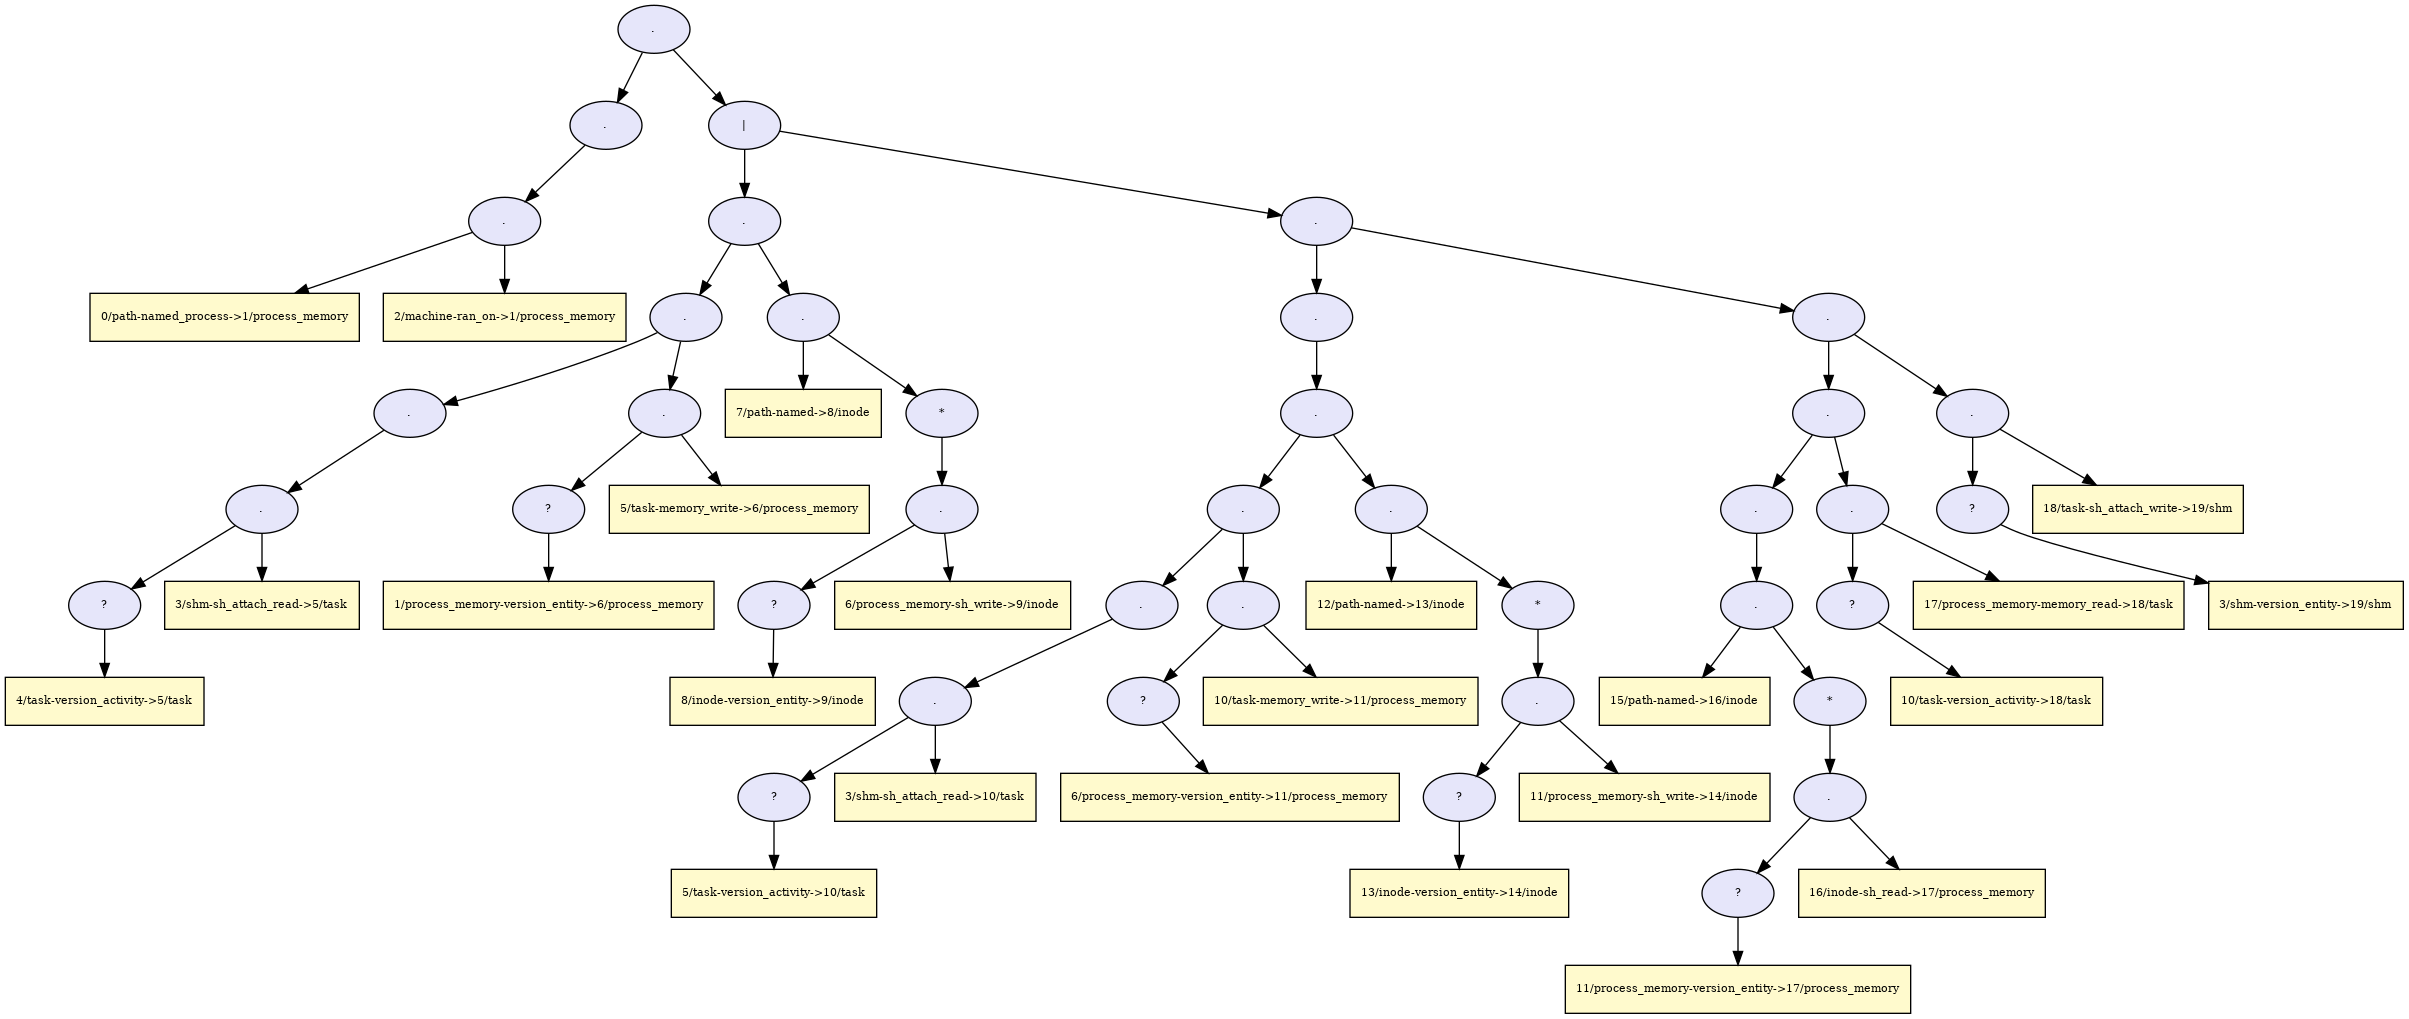 .
.
|
.
.
.
0/path-named_process->1/process_memory
2/machine-ran_on->1/process_memory
.
.
.
.
.
.
7/path-named->8/inode
*
.
.
.
.
?
5/task-memory_write->6/process_memory
.
.
.
.
.
?
18/task-sh_attach_write->19/shm
?
3/shm-sh_attach_read->5/task
1/process_memory-version_entity->6/process_memory
?
6/process_memory-sh_write->9/inode
.
.
12/path-named->13/inode
*
.
?
17/process_memory-memory_read->18/task
3/shm-version_entity->19/shm
4/task-version_activity->5/task
8/inode-version_entity->9/inode
.
?
10/task-memory_write->11/process_memory
.
15/path-named->16/inode
*
10/task-version_activity->18/task
?
3/shm-sh_attach_read->10/task
6/process_memory-version_entity->11/process_memory
?
11/process_memory-sh_write->14/inode
.
5/task-version_activity->10/task
13/inode-version_entity->14/inode
?
16/inode-sh_read->17/process_memory
11/process_memory-version_entity->17/process_memory